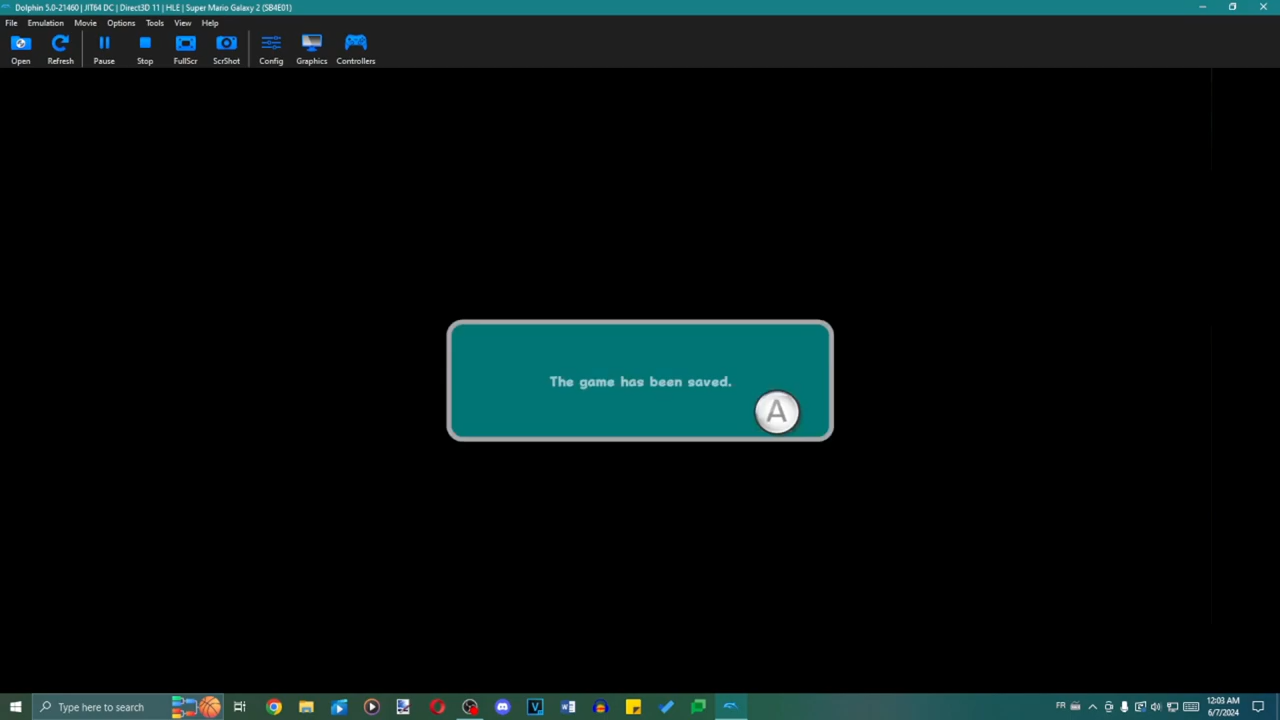 Dolphin 5.0-21460 | JIT64 DC | Direct3D 11 | HLE | Super Mario Galaxy 2 (SB4E01)
File Emulation Movie Options Tools View Help
Open Refresh Pause Stop FullScr ScrShot Config Graphics Controllers
The game has been saved.
A
Type here to search
FR
12:03 AM
6/7/2024